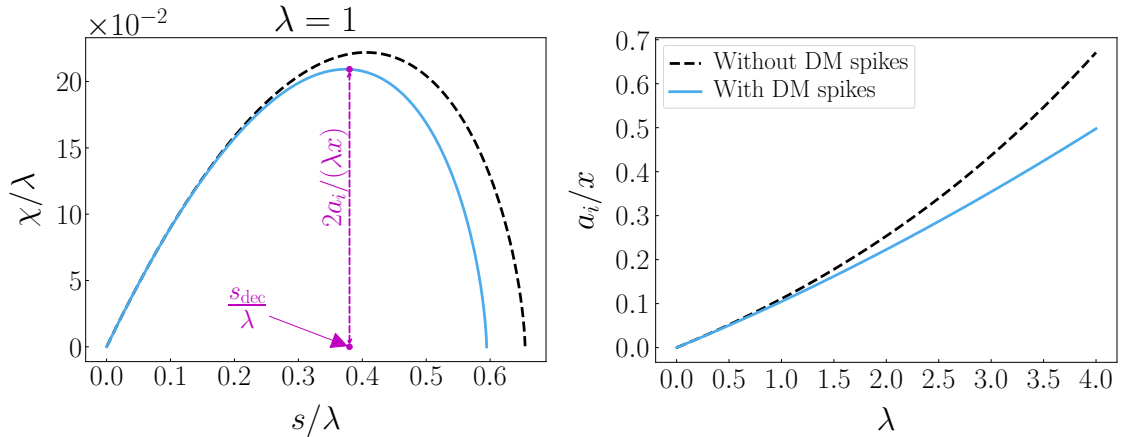 ×10⁻²
λ = 1
χ/λ
20
15
10
5
0
2aᵢ/(λx)
s_dec/λ
0.0 0.1 0.2 0.3 0.4 0.5 0.6
s/λ
aᵢ/x
0.7
0.6
0.5
0.4
0.3
0.2
0.1
0.0
Without DM spikes
With DM spikes
0.0 0.5 1.0 1.5 2.0 2.5 3.0 3.5 4.0
λ